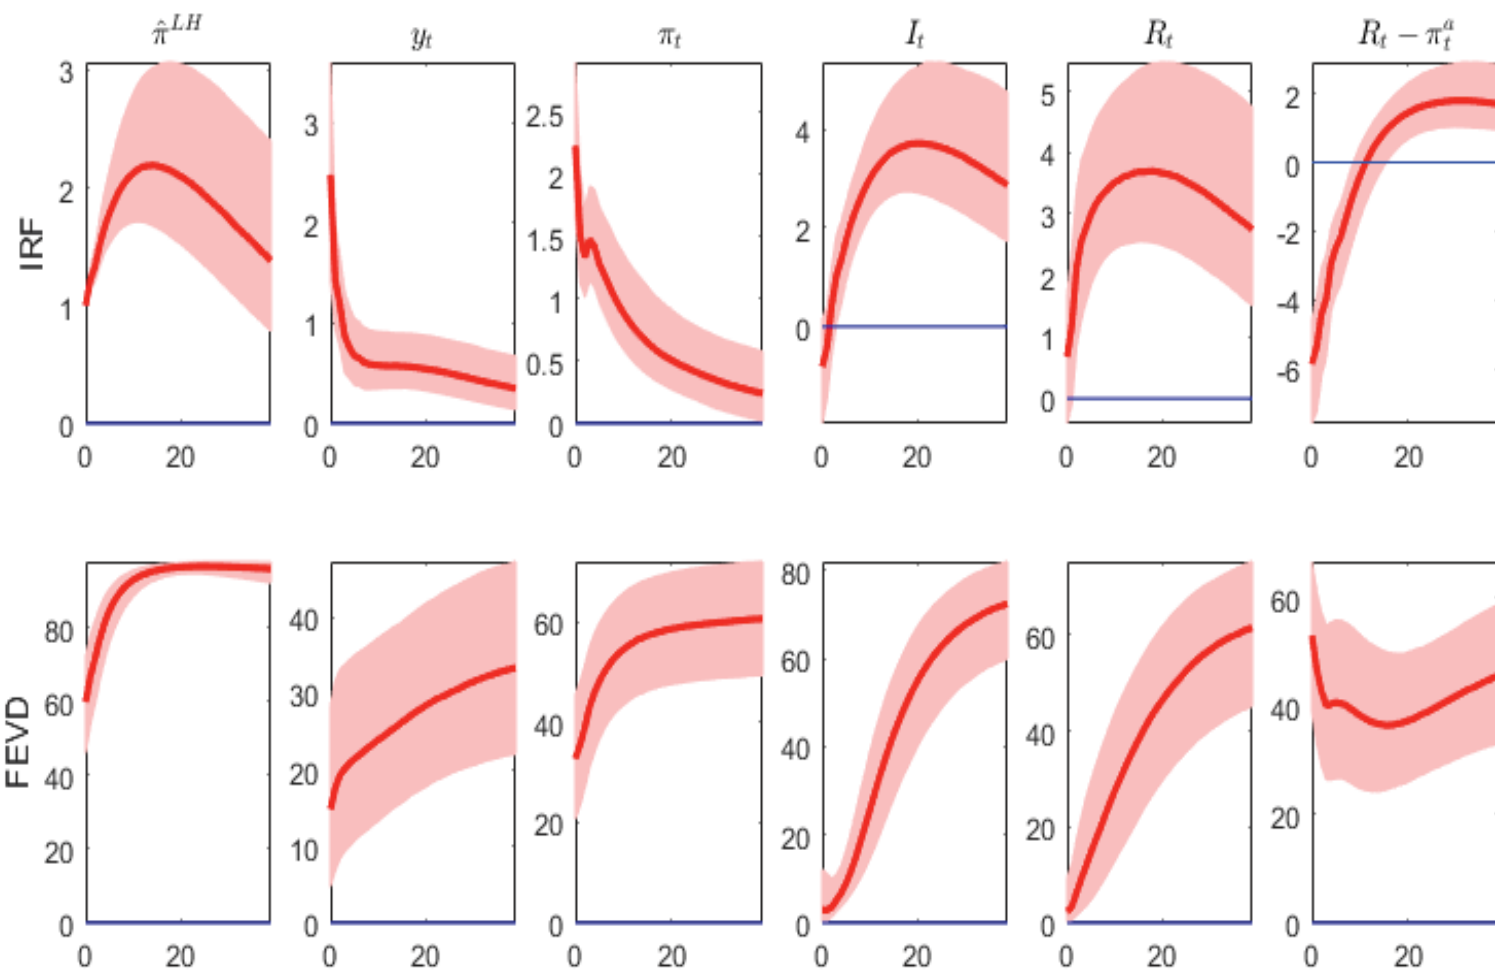 π̂^{LH} y_t π_t I_t R_t R_t − π_t^a
IRF
3 2 1 0
3 2 1 0
2.5 2 1.5 1 0.5 0
4 2 0
5 4 3 2 1 0
2 0 -2 -4 -6
0 20 0 20 0 20 0 20 0 20 0 20
FEVD
80 60 40 20 0
40 30 20 10 0
60 40 20 0
80 60 40 20 0
60 40 20 0
60 40 20 0
0 20 0 20 0 20 0 20 0 20 0 20